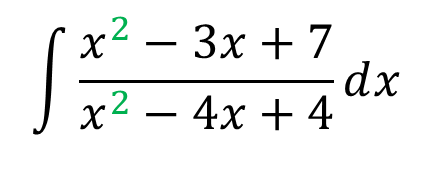 ∫ (x² − 3x + 7)/(x² − 4x + 4) dx